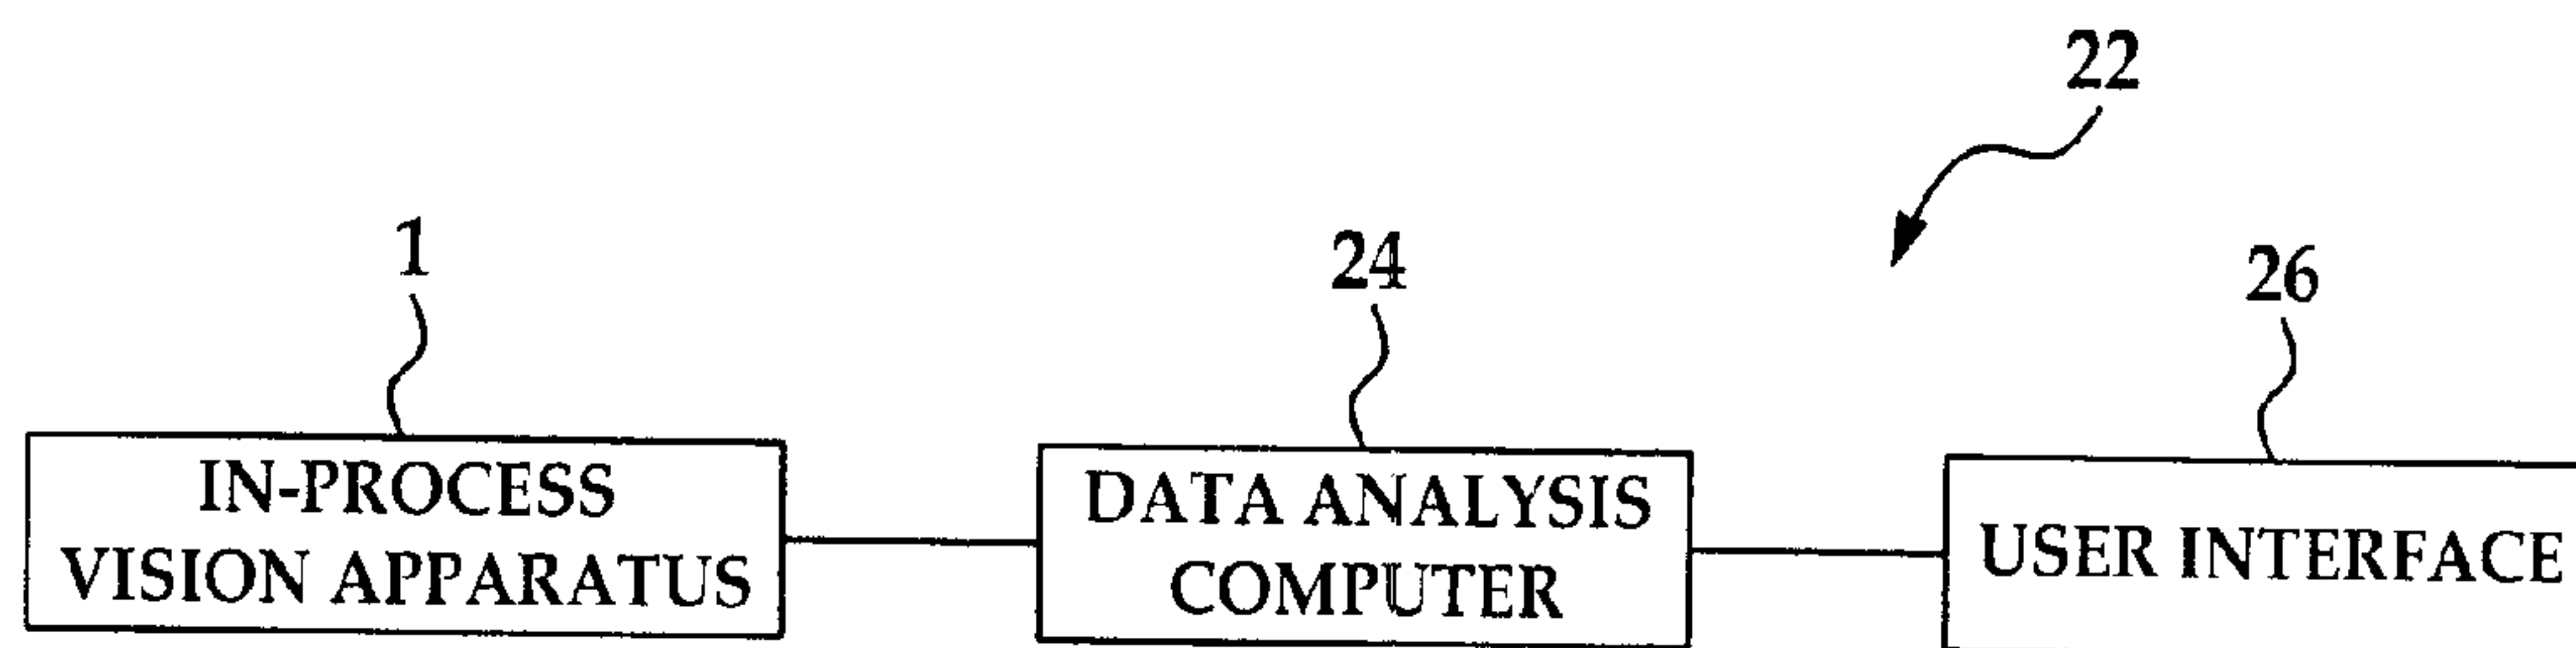 22
1
24
26
IN-PROCESS
VISION APPARATUS
DATA ANALYSIS
COMPUTER
USER INTERFACE